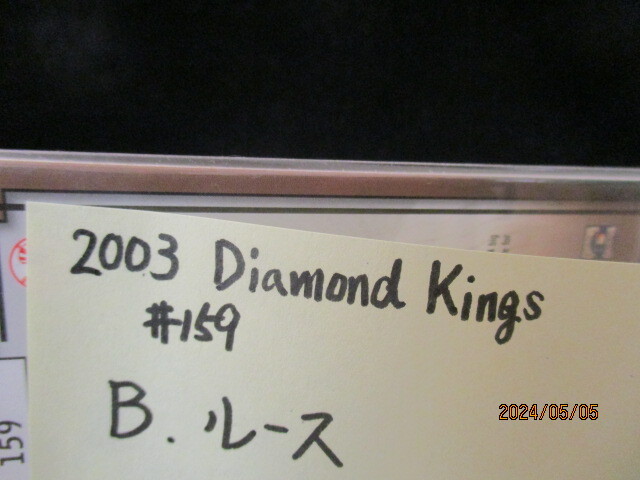 2003 Diamond Kings
#159
B. ルース
2024/05/05
159